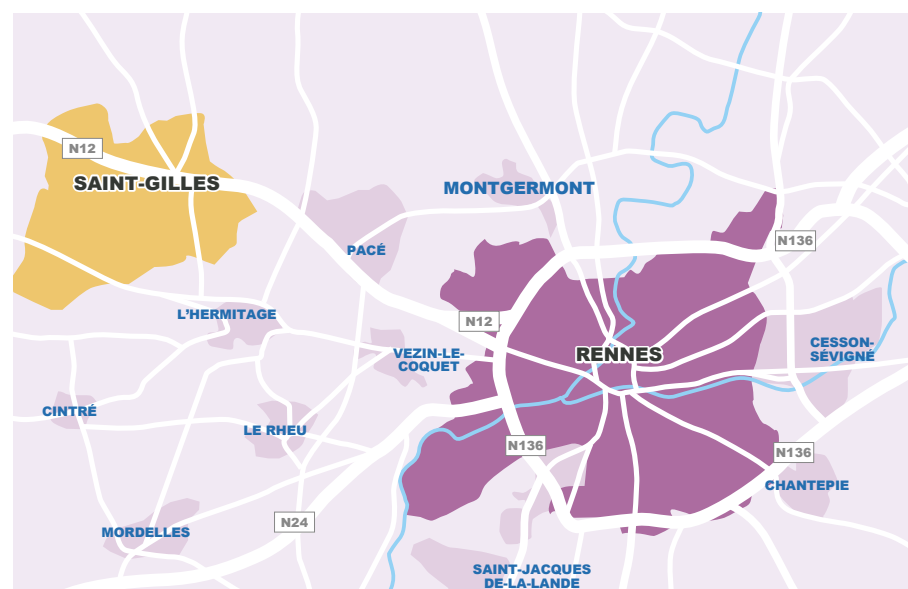 N12
SAINT-GILLES
MONTGERMONT
PACÉ
N136
L'HERMITAGE
N12
VEZIN-LE-
COQUET
RENNES
CESSON-
SÉVIGNÉ
CINTRÉ
LE RHEU
N136
N136
CHANTEPIE
N24
MORDELLES
SAINT-JACQUES
DE-LA-LANDE